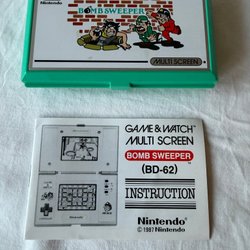 Nintendo
BOMB SWEEPER
MULTI SCREEN
GAME & WATCH
MULTI SCREEN
BOMB SWEEPER
(BD-62)
INSTRUCTION
Nintendo
© 1987 Nintendo